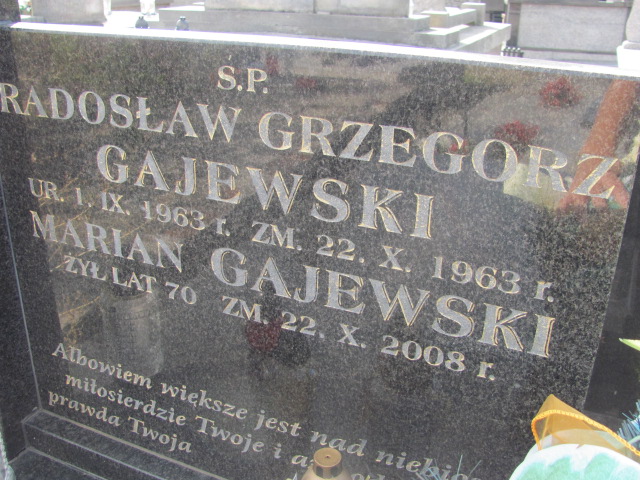 Ś.P.
RADOSŁAW GRZEGORZ
GAJEWSKI
UR. 1. IX. 1963 r. ZM. 22. X. 1963 r.
MARIAN GAJEWSKI
ŻYŁ LAT 70 ZM. 22. X. 2008 r.
Albowiem większe jest nad
miłosierdzie Twoje i
prawda Twoja